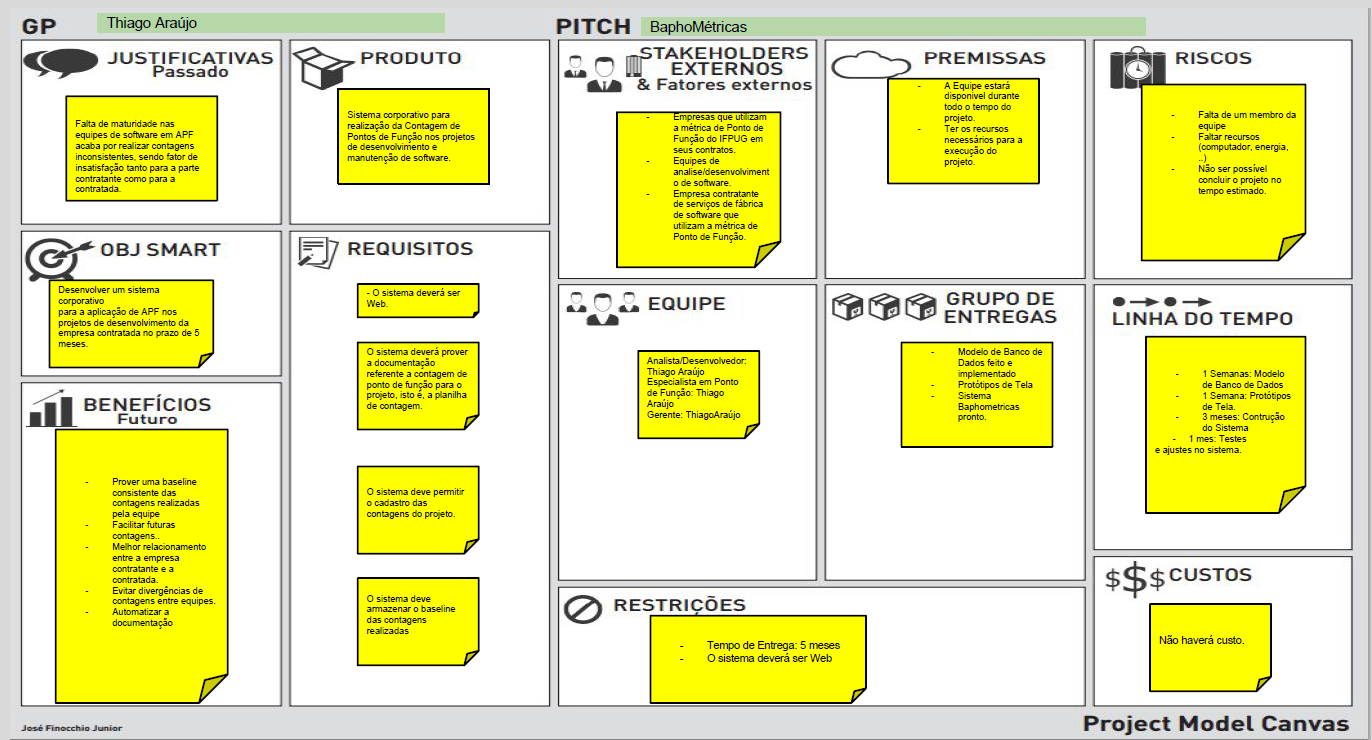 GP
Thiago Araújo
PITCH
BaphoMétricas
JUSTIFICATIVAS
Passado
Falta de maturidade nas
equipes de software em APF
acaba por realizar contagens
inconsistentes, sendo fator de
insatisfação tanto para a parte
contratante como para a
contratada.
PRODUTO
Sistema corporativo para
realização da Contagem de
Pontos de Função nos projetos
de desenvolvimento e
manutenção de software.
STAKEHOLDERS
EXTERNOS
& Fatores externos
- Empresas que utilizam
a métrica de Ponto de
Função do IFPUG em
seus contratos.
- Equipes de
analise/desenvolviment
o de software.
- Empresa contratante
de serviços de fábrica
de software que
utilizam a métrica de
Ponto de Função.
PREMISSAS
- A Equipe estará
disponivel durante
todo o tempo do
projeto.
- Ter os recursos
necessários para a
execução do
projeto.
RISCOS
- Falta de um membro da
equipe
- Faltar recursos
(computador, energia,
..)
- Não ser possível
concluir o projeto no
tempo estimado.
OBJ SMART
Desenvolver um sistema
corporativo
para a aplicação de APF nos
projetos de desenvolvimento da
empresa contratada no prazo de 5
meses.
REQUISITOS
- O sistema deverá ser
Web.
O sistema deverá prover
a documentação
referente a contagem de
ponto de função para o
projeto, isto é, a planilha
de contagem.
O sistema deve permitir
o cadastro das
contagens do projeto.
O sistema deve
armazenar o baseline
das contagens
realizadas
EQUIPE
Analista/Desenvolvedor:
Thiago Araújo
Especialista em Ponto
de Função: Thiago
Araújo
Gerente: ThiagoAraújo
GRUPO DE
ENTREGAS
- Modelo de Banco de
Dados feito e
implementado
- Protótipos de Tela
- Sistema
Baphometricas
pronto.
LINHA DO TEMPO
- 1 Semanas: Modelo
de Banco de Dados
- 1 Semana: Protótipos
de Tela.
- 3 meses: Contrução
do Sistema
- 1 mes: Testes
e ajustes no sistema.
BENEFÍCIOS
Futuro
- Prover uma baseline
consistente das
contagens realizadas
pela equipe
- Facilitar futuras
contagens..
- Melhor relacionamento
entre a empresa
contratante e a
contratada.
- Evitar divergências de
contagens entre equipes.
- Automatizar a
documentação
RESTRIÇÕES
- Tempo de Entrega: 5 meses
- O sistema deverá ser Web
$$$ CUSTOS
Não haverá custo.
José Finocchio Junior
Project Model Canvas